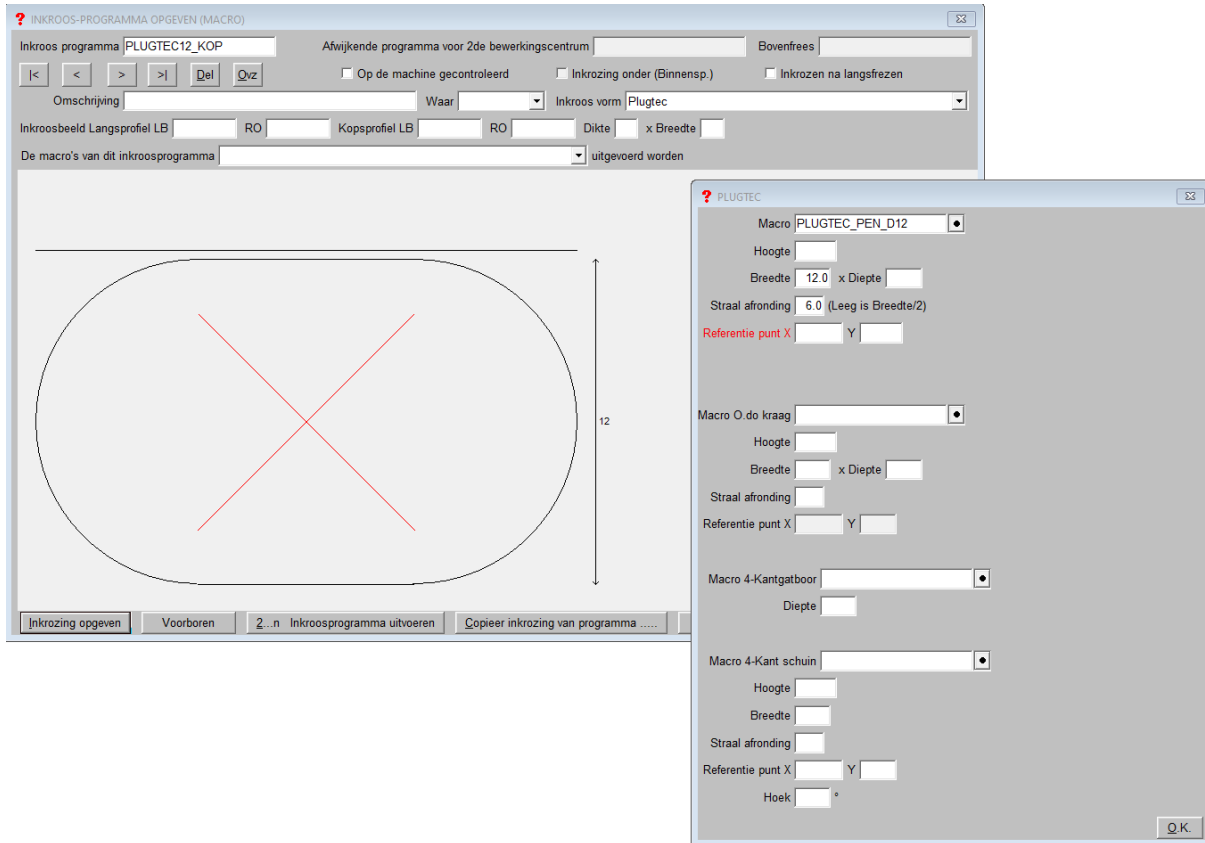 ? INKROOS-PROGRAMMA OPGEVEN (MACRO)
Inkroos programma PLUGTEC12_KOP Afwijkende programma voor 2de bewerkingscentrum Bovenfrees
|< < > >| Del Ovz Op de machine gecontroleerd Inkrozing onder (Binnensp.) Inkrozen na langsfrezen
Omschrijving Waar Inkroos vorm Plugtec
Inkroosbeeld Langsprofiel LB RO Kopsprofiel LB RO Dikte x Breedte
De macro's van dit inkroosprogramma uitgevoerd worden
12
Inkrozing opgeven Voorboren 2...n Inkroosprogramma uitvoeren Copieer inkrozing van programma .....
? PLUGTEC
Macro PLUGTEC_PEN_D12
Hoogte
Breedte 12.0 x Diepte
Straal afronding 6.0 (Leeg is Breedte/2)
Referentie punt X Y
Macro O.do kraag
Hoogte
Breedte x Diepte
Straal afronding
Referentie punt X Y
Macro 4-Kantgatboor
Diepte
Macro 4-Kant schuin
Hoogte
Breedte
Straal afronding
Referentie punt X Y
Hoek °
O.K.